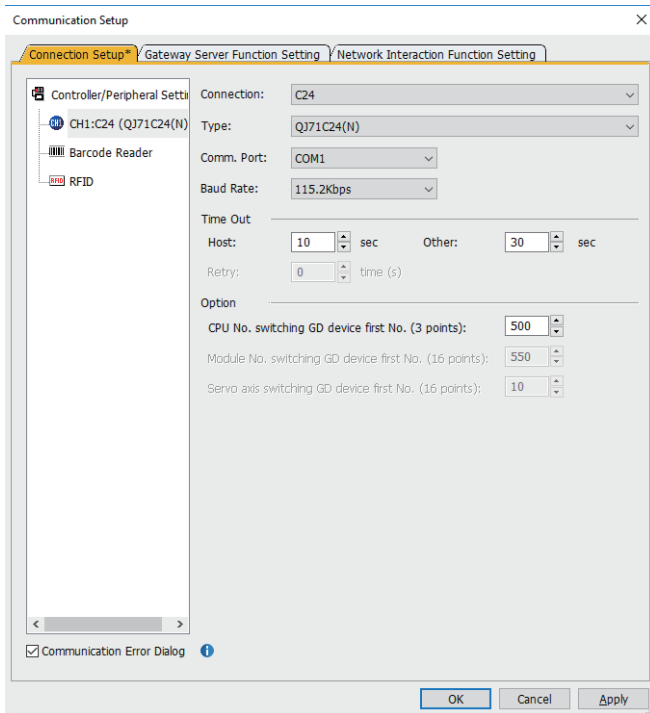 Communication Setup
Connection Setup* Gateway Server Function Setting Network Interaction Function Setting
Controller/Peripheral Setti
CH1 CH1:C24 (QJ71C24(N)
Barcode Reader
RFID RFID
Connection: C24
Type: QJ71C24(N)
Comm. Port: COM1
Baud Rate: 115.2Kbps
Time Out
Host: 10 sec Other: 30 sec
Retry: 0 time (s)
Option
CPU No. switching GD device first No. (3 points): 500
Module No. switching GD device first No. (16 points): 550
Servo axis switching GD device first No. (16 points): 10
Communication Error Dialog
OK Cancel Apply